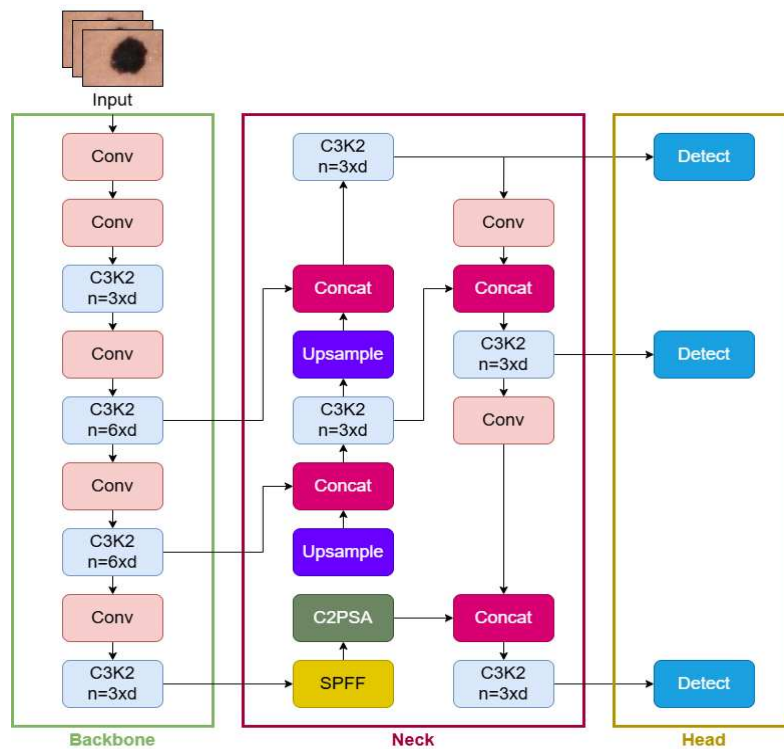 Input
Conv
Conv
C3K2
n=3xd
Conv
C3K2
n=6xd
Conv
C3K2
n=6xd
Conv
C3K2
n=3xd
Backbone
C3K2
n=3xd
Concat
Upsample
C3K2
n=3xd
Concat
Upsample
C2PSA
SPFF
Conv
Concat
C3K2
n=3xd
Conv
Concat
C3K2
n=3xd
Neck
Detect
Detect
Detect
Head